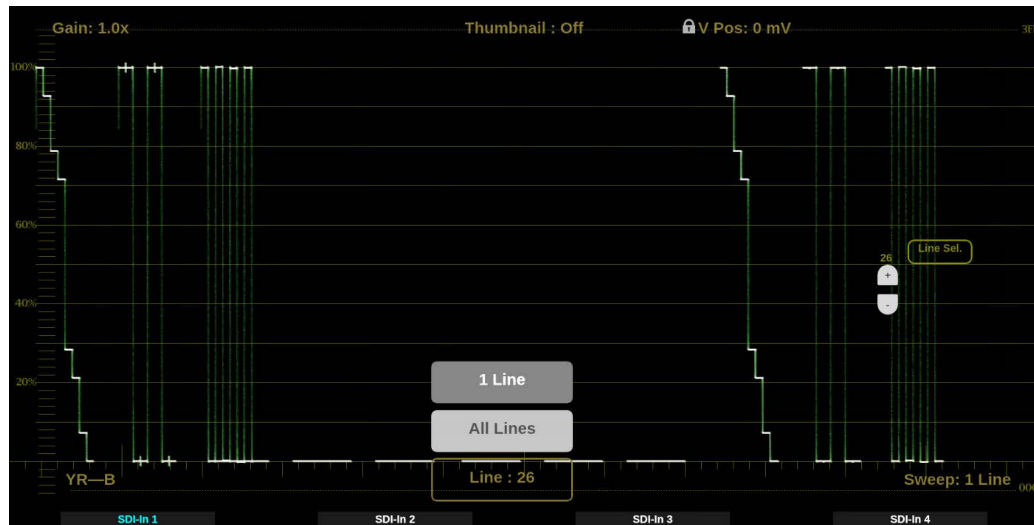 Gain: 1.0x
Thumbnail : Off
V Pos: 0 mV
100%
80%
60%
40%
20%
26
Line Sel.
+
-
1 Line
All Lines
YR—B
Line : 26
Sweep: 1 Line
SDI-In 1
SDI-In 2
SDI-In 3
SDI-In 4